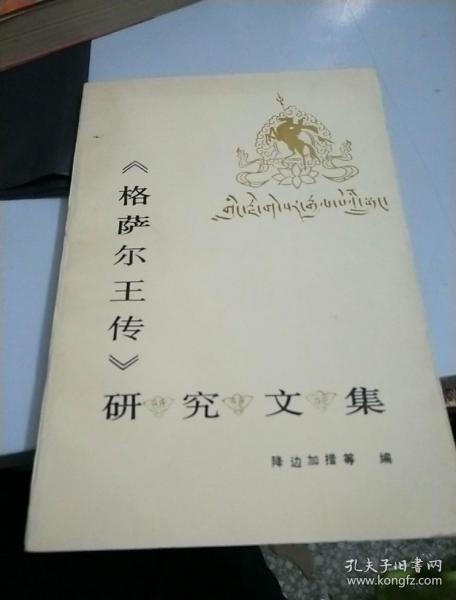 《格萨尔王传》
研究文集
降边加措等 编
孔夫子旧书网
www.kongfz.com